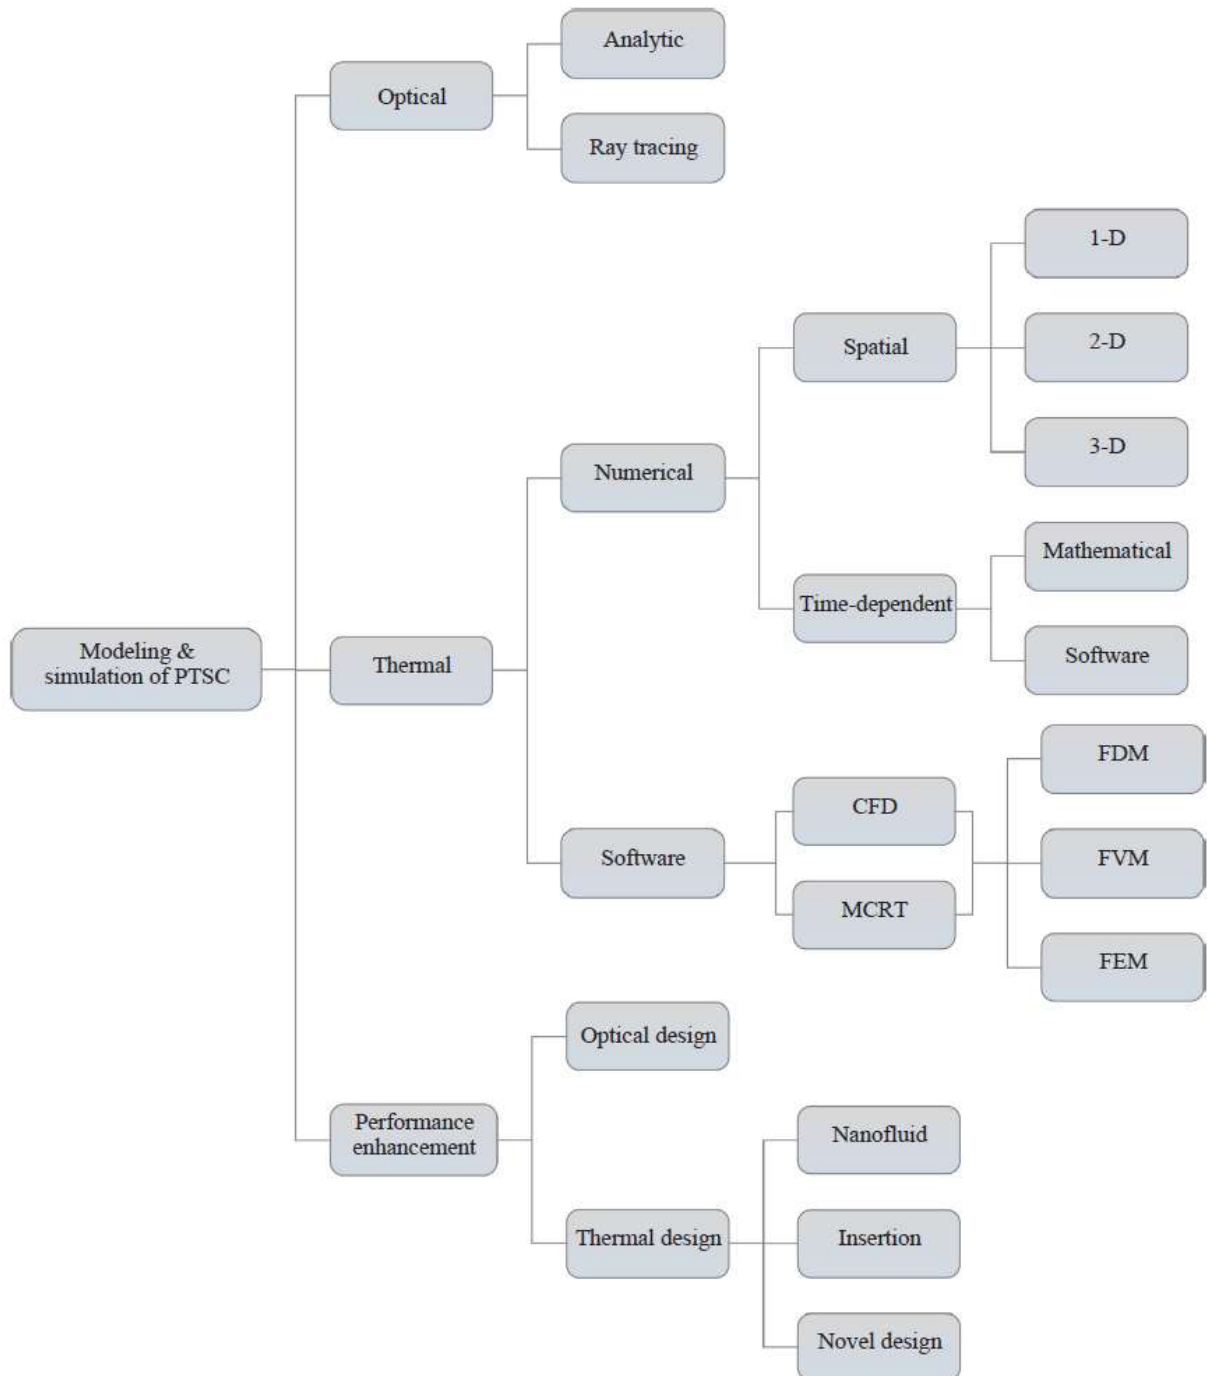 Analytic
Optical
Ray tracing
1-D
Spatial
2-D
3-D
Numerical
Mathematical
Time-dependent
Software
Modeling &
simulation of PTSC
Thermal
FDM
CFD
Software
FVM
MCRT
FEM
Optical design
Performance
enhancement
Nanofluid
Thermal design
Insertion
Novel design